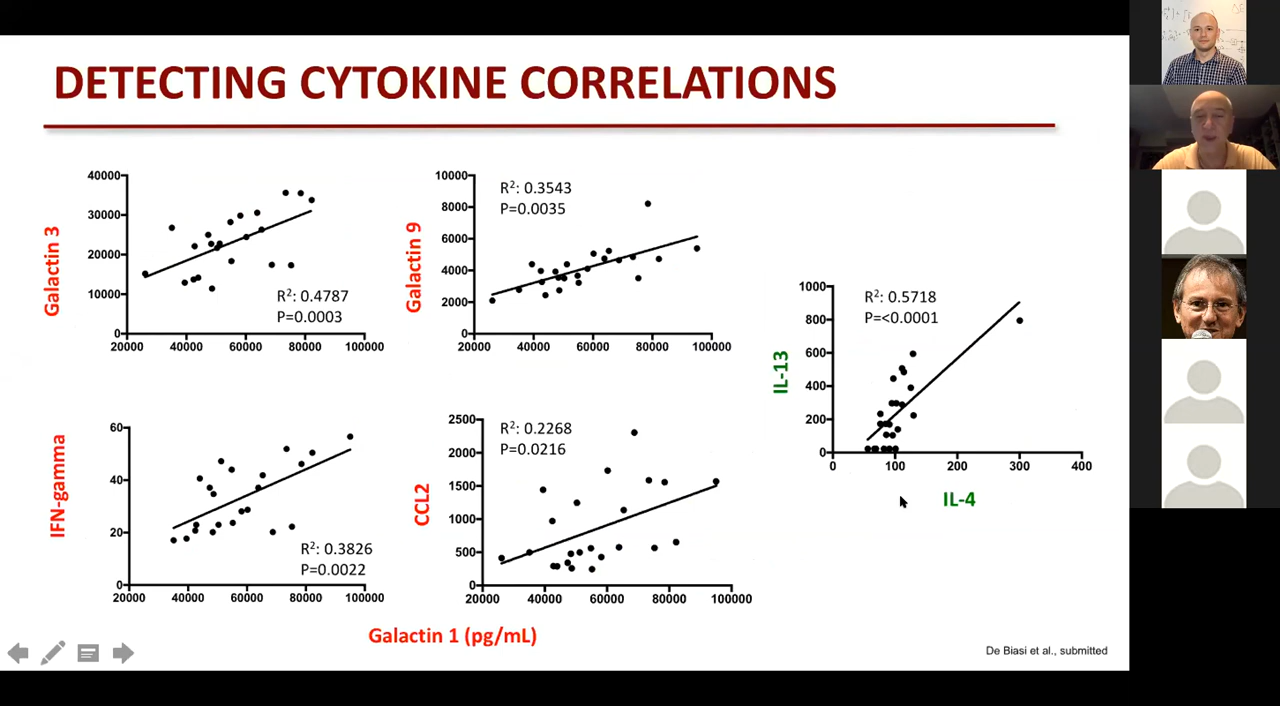 DETECTING CYTOKINE CORRELATIONS
Galactin 3
40000
30000
20000
10000
0
20000 40000 60000 80000 100000
R²: 0.4787
P=0.0003
Galactin 9
10000
8000
6000
4000
2000
0
20000 40000 60000 80000 100000
R²: 0.3543
P=0.0035
IL-13
1000
800
600
400
200
0
0 100 200 300 400
R²: 0.5718
P=<0.0001
IL-4
IFN-gamma
60
40
20
0
20000 40000 60000 80000 100000
R²: 0.3826
P=0.0022
CCL2
2500
2000
1500
1000
500
0
20000 40000 60000 80000 100000
R²: 0.2268
P=0.0216
Galactin 1 (pg/mL)
De Biasi et al., submitted